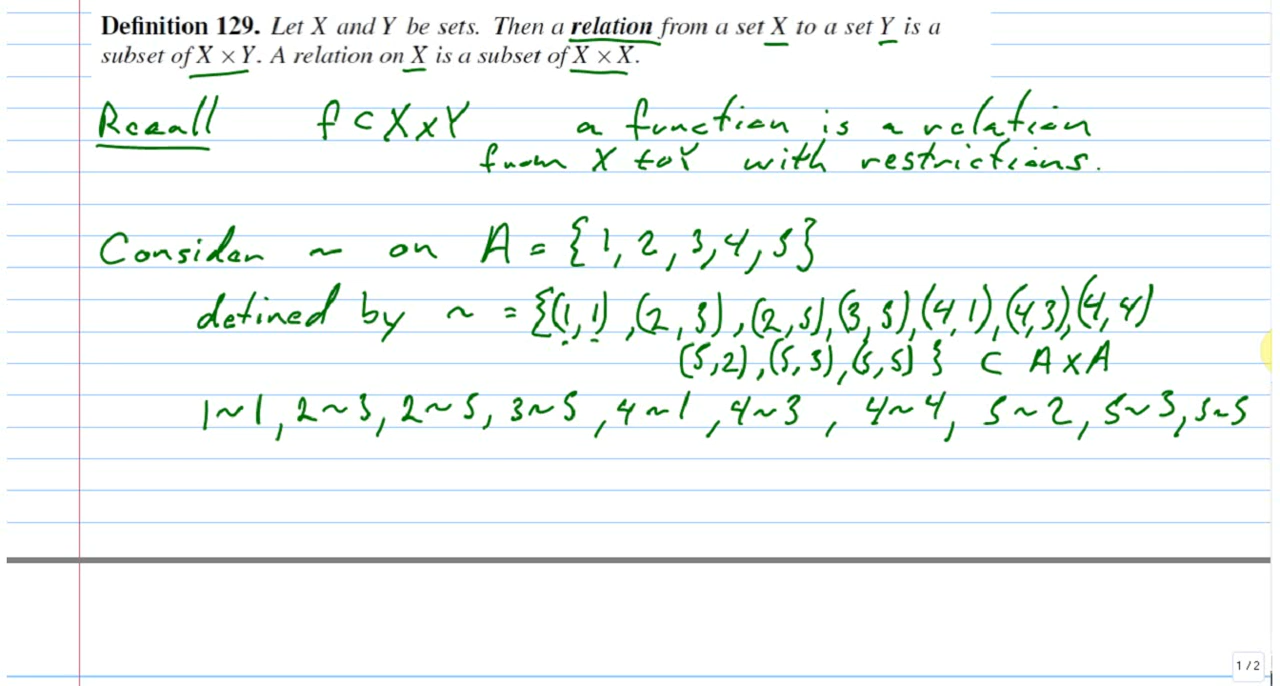 Definition 129. Let X and Y be sets. Then a relation from a set X to a set Y is a
subset of X × Y. A relation on X is a subset of X × X.
Recall f ⊂ X x Y a function is a relation
from X to Y with restrictions.
Consider ~ on A = {1, 2, 3, 4, 5}
defined by ~ = {(1,1), (2,3), (2,5), (3,5), (4,1), (4,3)(4,4)
(5,2), (5,3), (5,5)} ⊂ A x A
1~1, 2~3, 2~5, 3~5, 4~1, 4~3, 4~4, 5~2, 5~3, 5~5
1 / 2